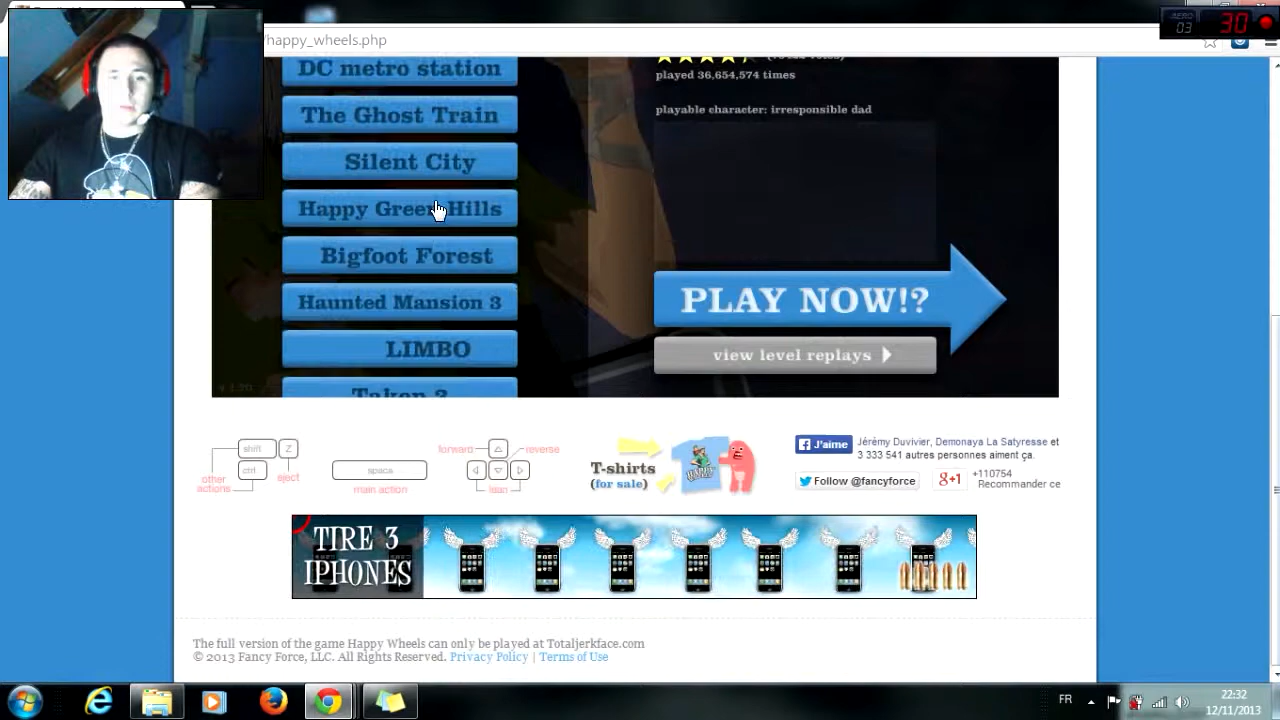 30
03
/happy_wheels.php
DC metro station
played 36,654,574 times
The Ghost Train
playable character: irresponsible dad
Silent City
Happy Green Hills
Bigfoot Forest
PLAY NOW!?
Haunted Mansion 3
LIMBO
view level replays
Taken 3
shift Z
ctrl
other actions
eject
space
main action
forward
reverse
lean
T-shirts
(for sale)
J'aime
Jérémy Duvivier, Demonaya La Satyresse et
3 333 541 autres personnes aiment ça.
Follow @fancyforce
g+1
+110754
Recommander ce
TIRE 3
IPHONES
The full version of the game Happy Wheels can only be played at Totaljerkface.com
© 2013 Fancy Force, LLC. All Rights Reserved. Privacy Policy | Terms of Use
FR
22:32
12/11/2013